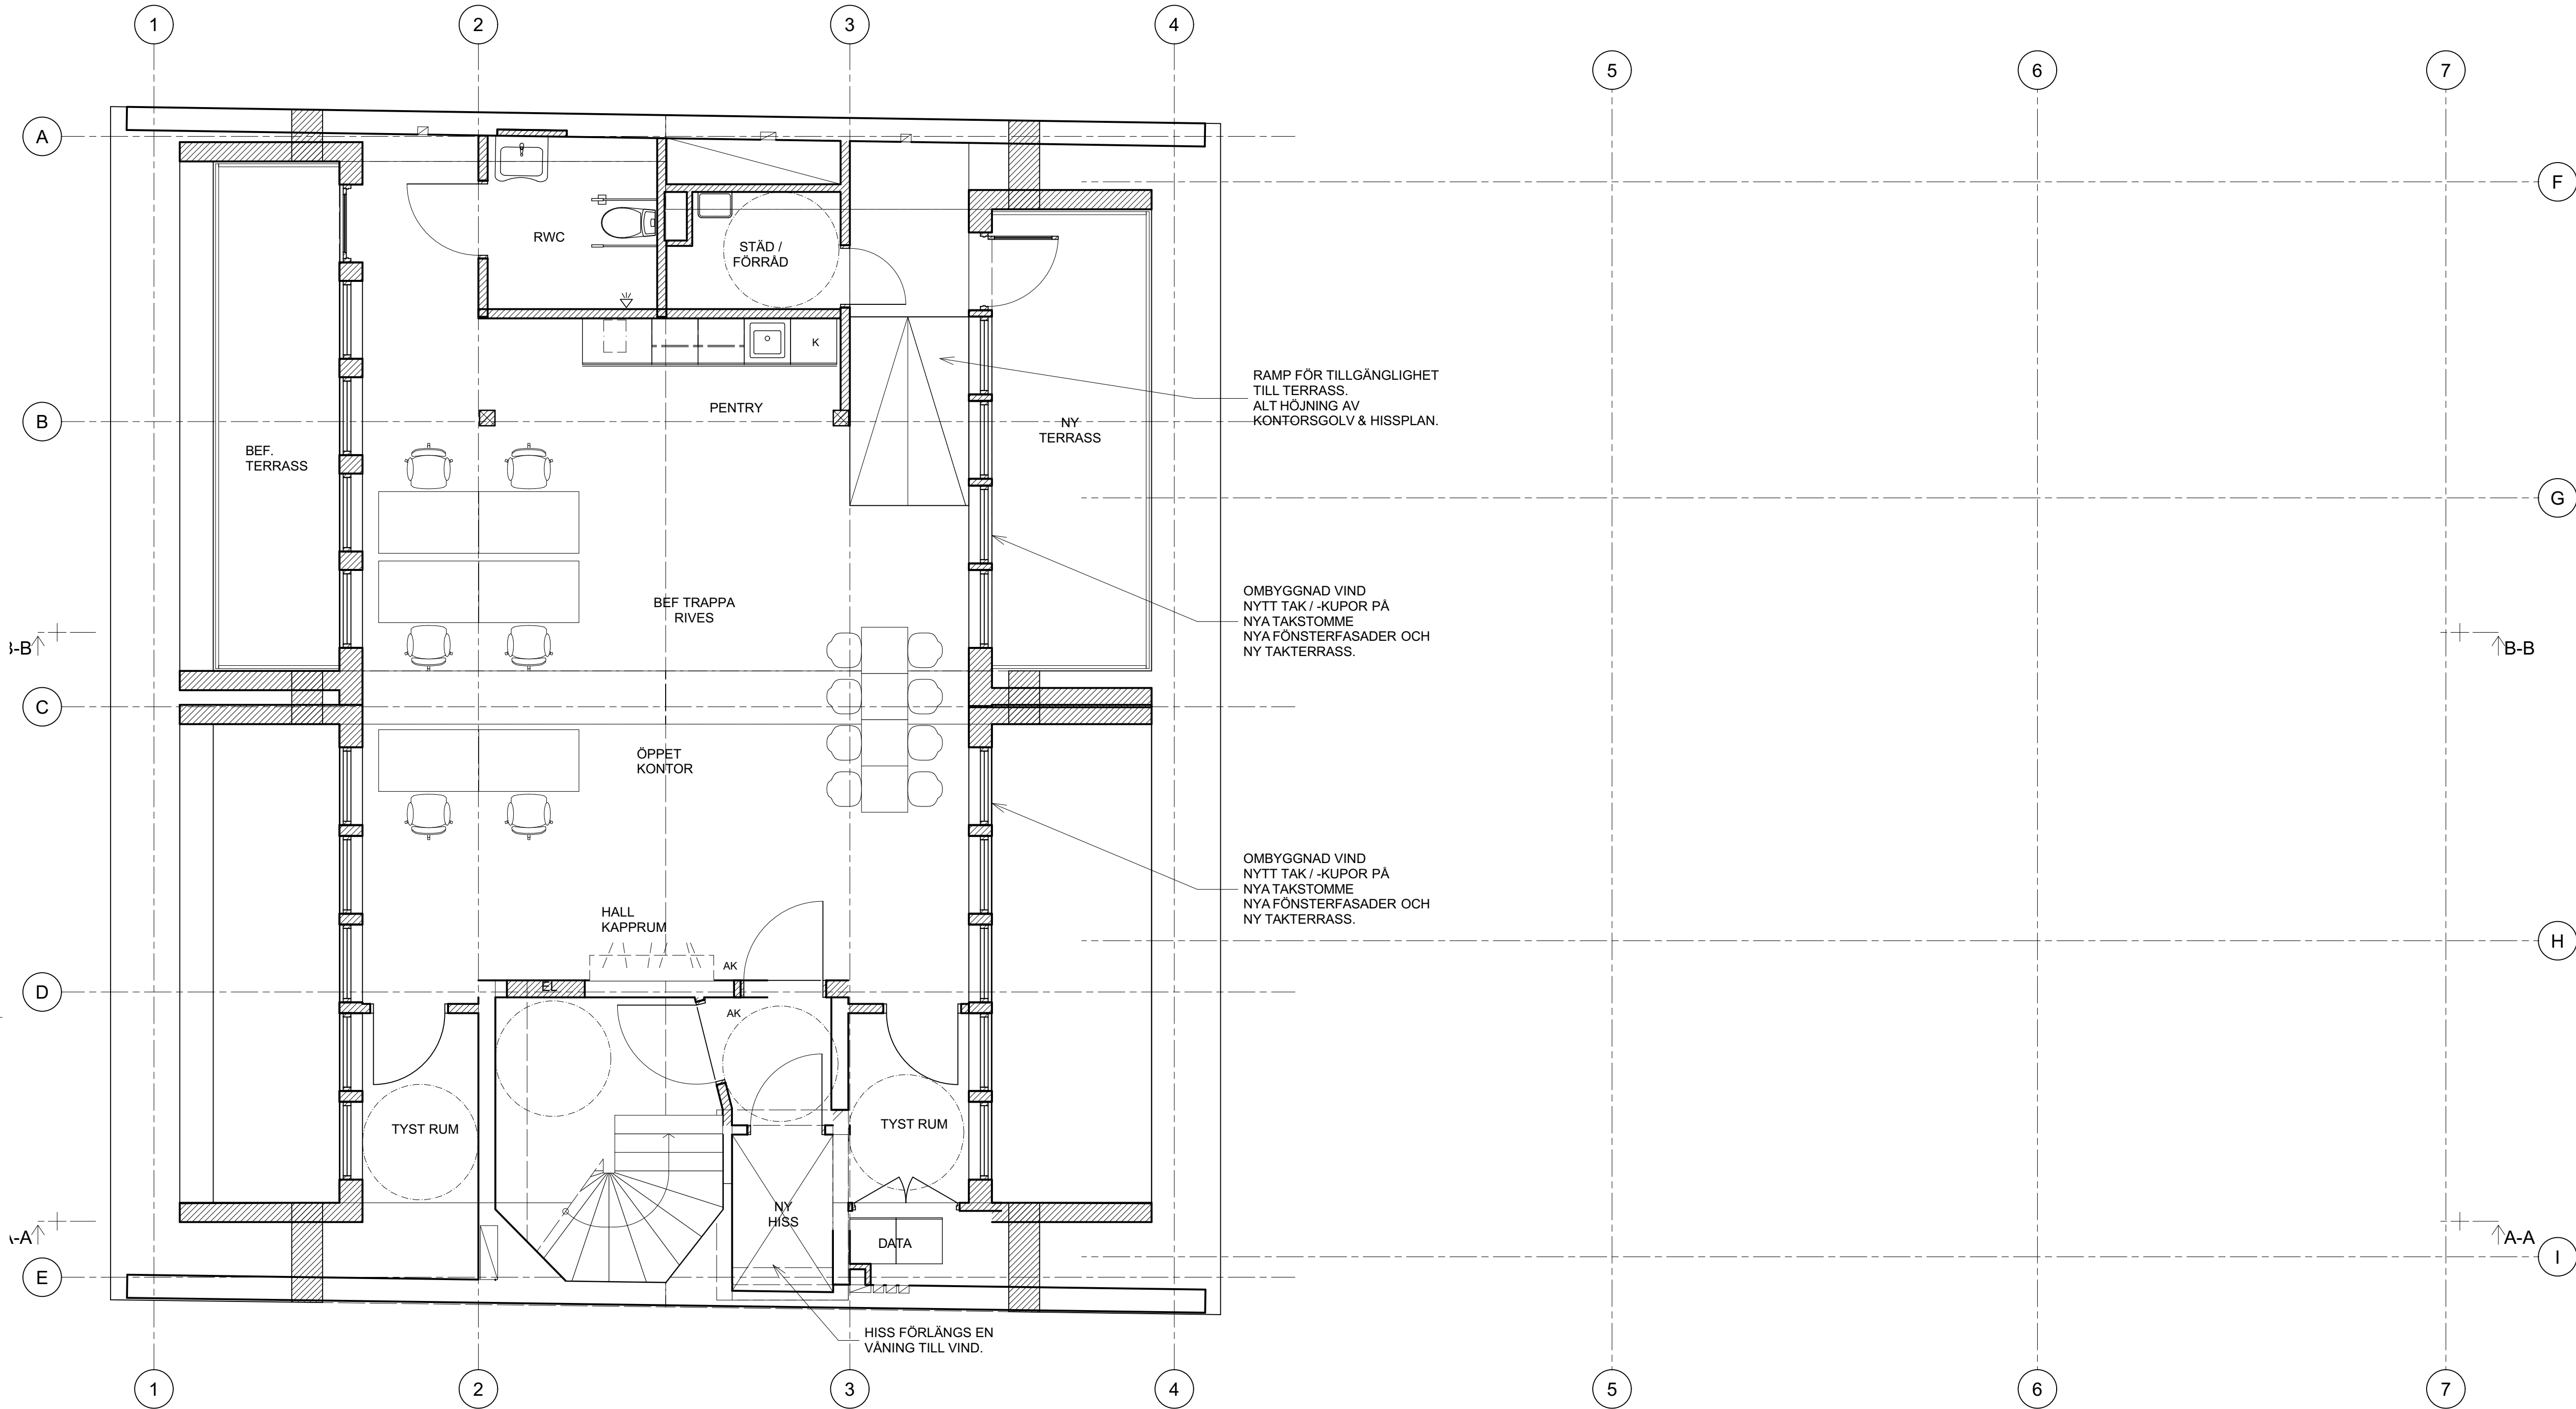 1
2
3
4
5
6
7
A
F
RWC
STÄD /
FÖRRÅD
K
RAMP FÖR TILLGÄNGLIGHET
TILL TERRASS.
ALT HÖJNING AV
KONTORSGOLV & HISSPLAN.
PENTRY
B
NY
TERRASS
BEF.
TERRASS
G
BEF TRAPPA
RIVES
OMBYGGNAD VIND
NYTT TAK / -KUPOR PÅ
NYA TAKSTOMME
NYA FÖNSTERFASADER OCH
NY TAKTERRASS.
B-B
B-B
C
ÖPPET
KONTOR
OMBYGGNAD VIND
NYTT TAK / -KUPOR PÅ
NYA TAKSTOMME
NYA FÖNSTERFASADER OCH
NY TAKTERRASS.
HALL
KAPPRUM
H
AK
D
EL
AK
TYST RUM
TYST RUM
NY
HISS
A-A
DATA
A-A
E
I
HISS FÖRLÄNGS EN
VÅNING TILL VIND.
1
2
3
4
5
6
7